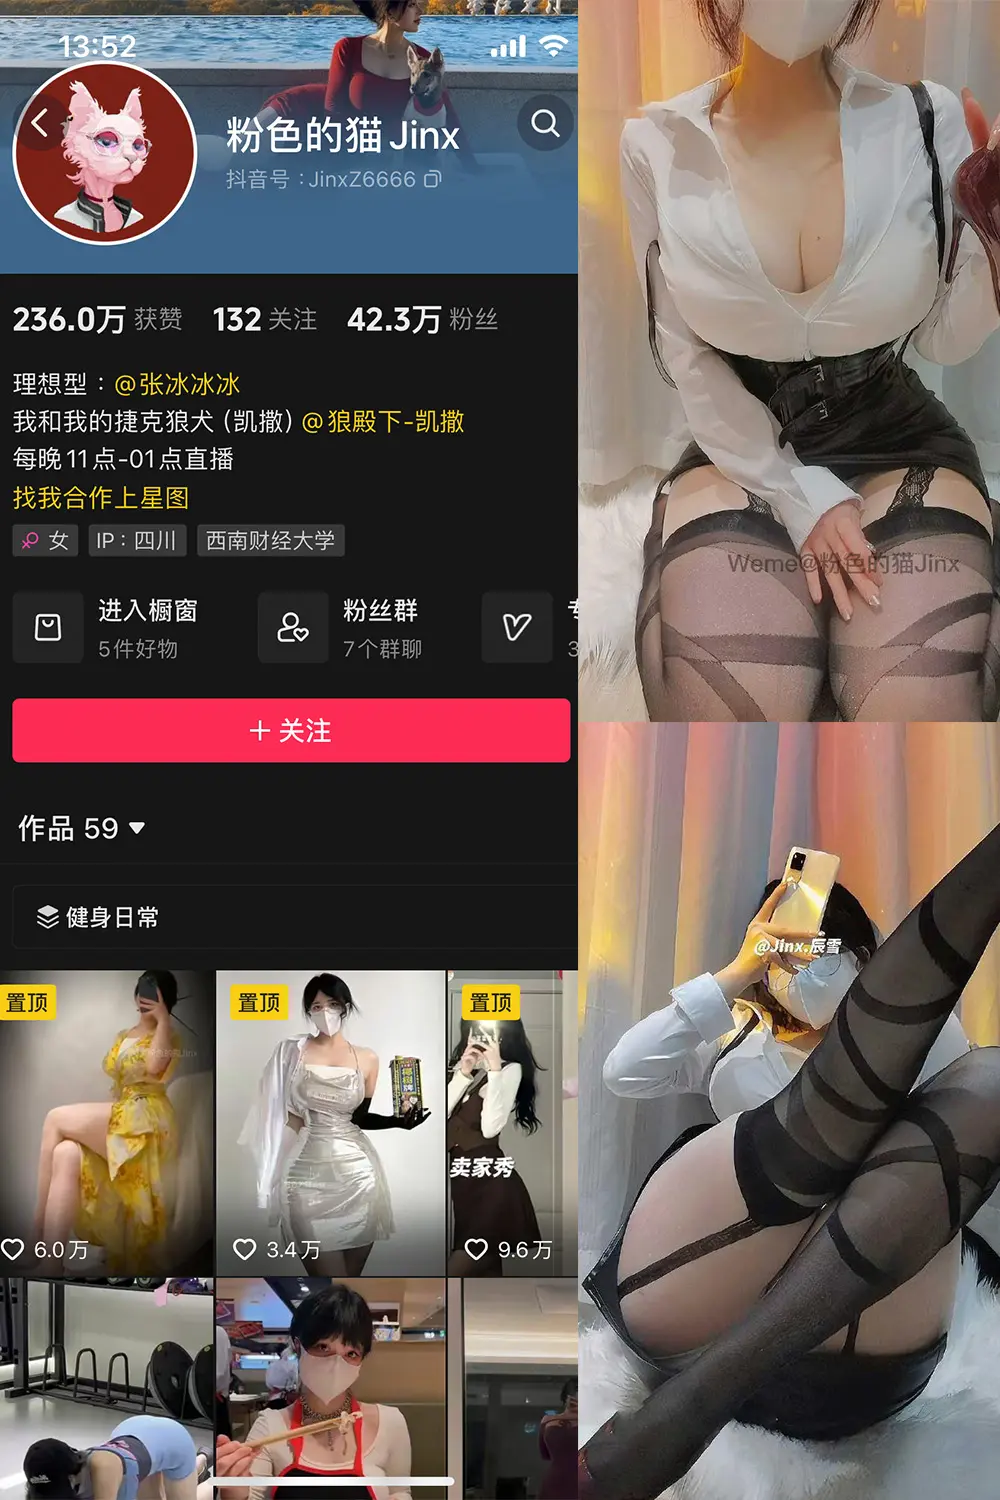 13:52
粉色的猫 Jinx
抖音号：JinxZ6666
236.0万 获赞 132 关注 42.3万 粉丝
理想型：@张冰冰冰
我和我的捷克狼犬 (凯撒) @狼殿下-凯撒
每晚11点-01点直播
找我合作上星图
女 IP：四川 西南财经大学
进入橱窗
5件好物
粉丝群
7个群聊
+ 关注
作品 59
健身日常
置顶
6.0万
置顶
3.4万
置顶
卖家秀
9.6万
Weme@粉色的猫Jinx
@Jinx.辰雪